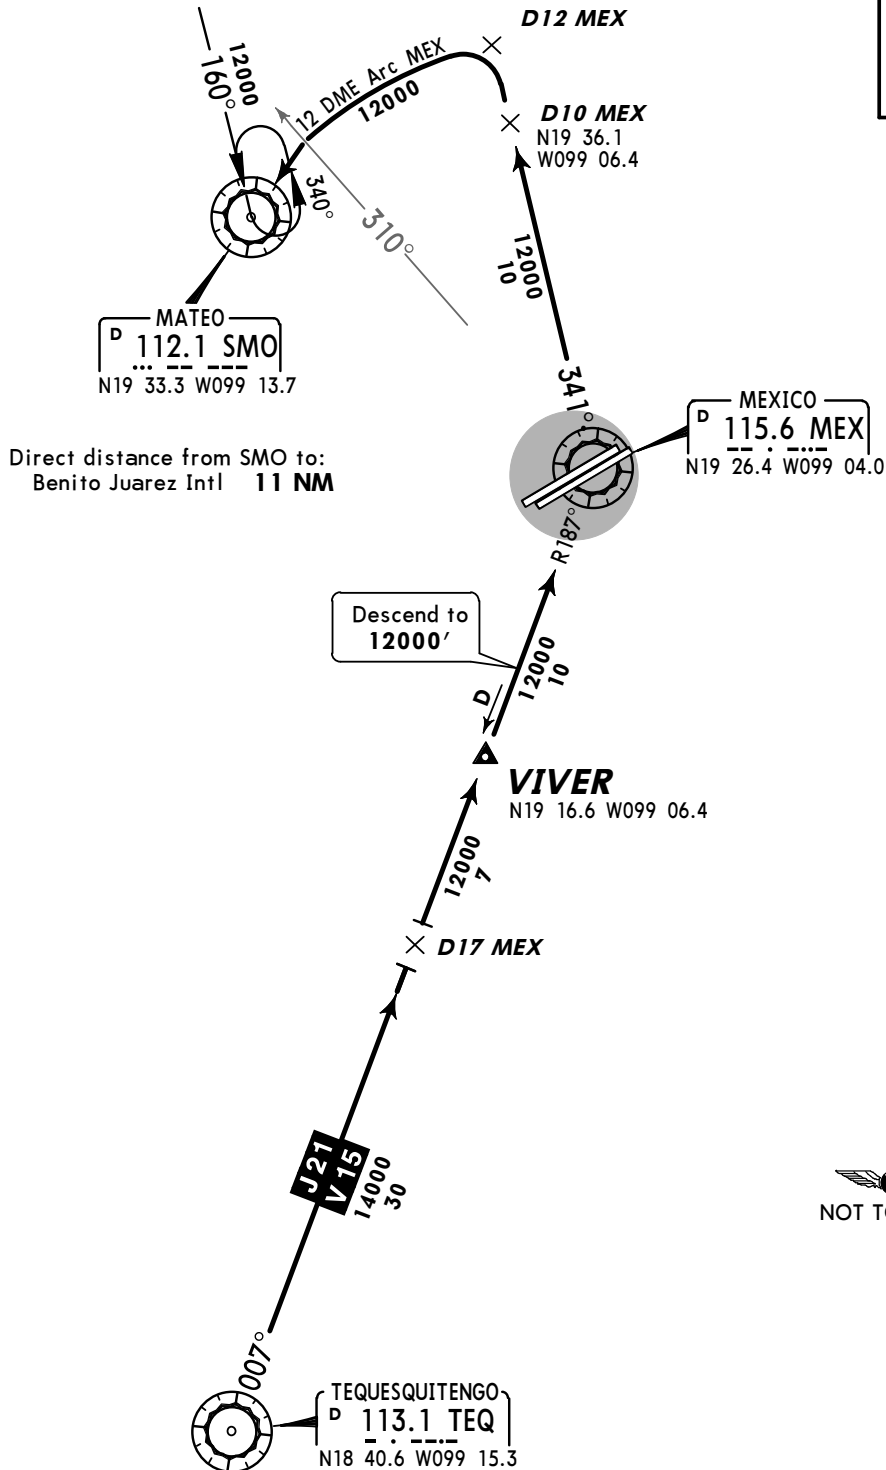 D12 MEX
12 DME Arc MEX
12000
12000
160°
D10 MEX
N19 36.1
W099 06.4
340°
310°
12000
10
MATEO
D 112.1 SMO
N19 33.3 W099 13.7
341°
MEXICO
D 115.6 MEX
N19 26.4 W099 04.0
Direct distance from SMO to:
Benito Juarez Intl 11 NM
R187°
Descend to
12000'
12000
10
D
VIVER
N19 16.6 W099 06.4
12000
7
D17 MEX
J21
V15
14000
30
NOT TO
007°
TEQUESQUITENGO
D 113.1 TEQ
N18 40.6 W099 15.3